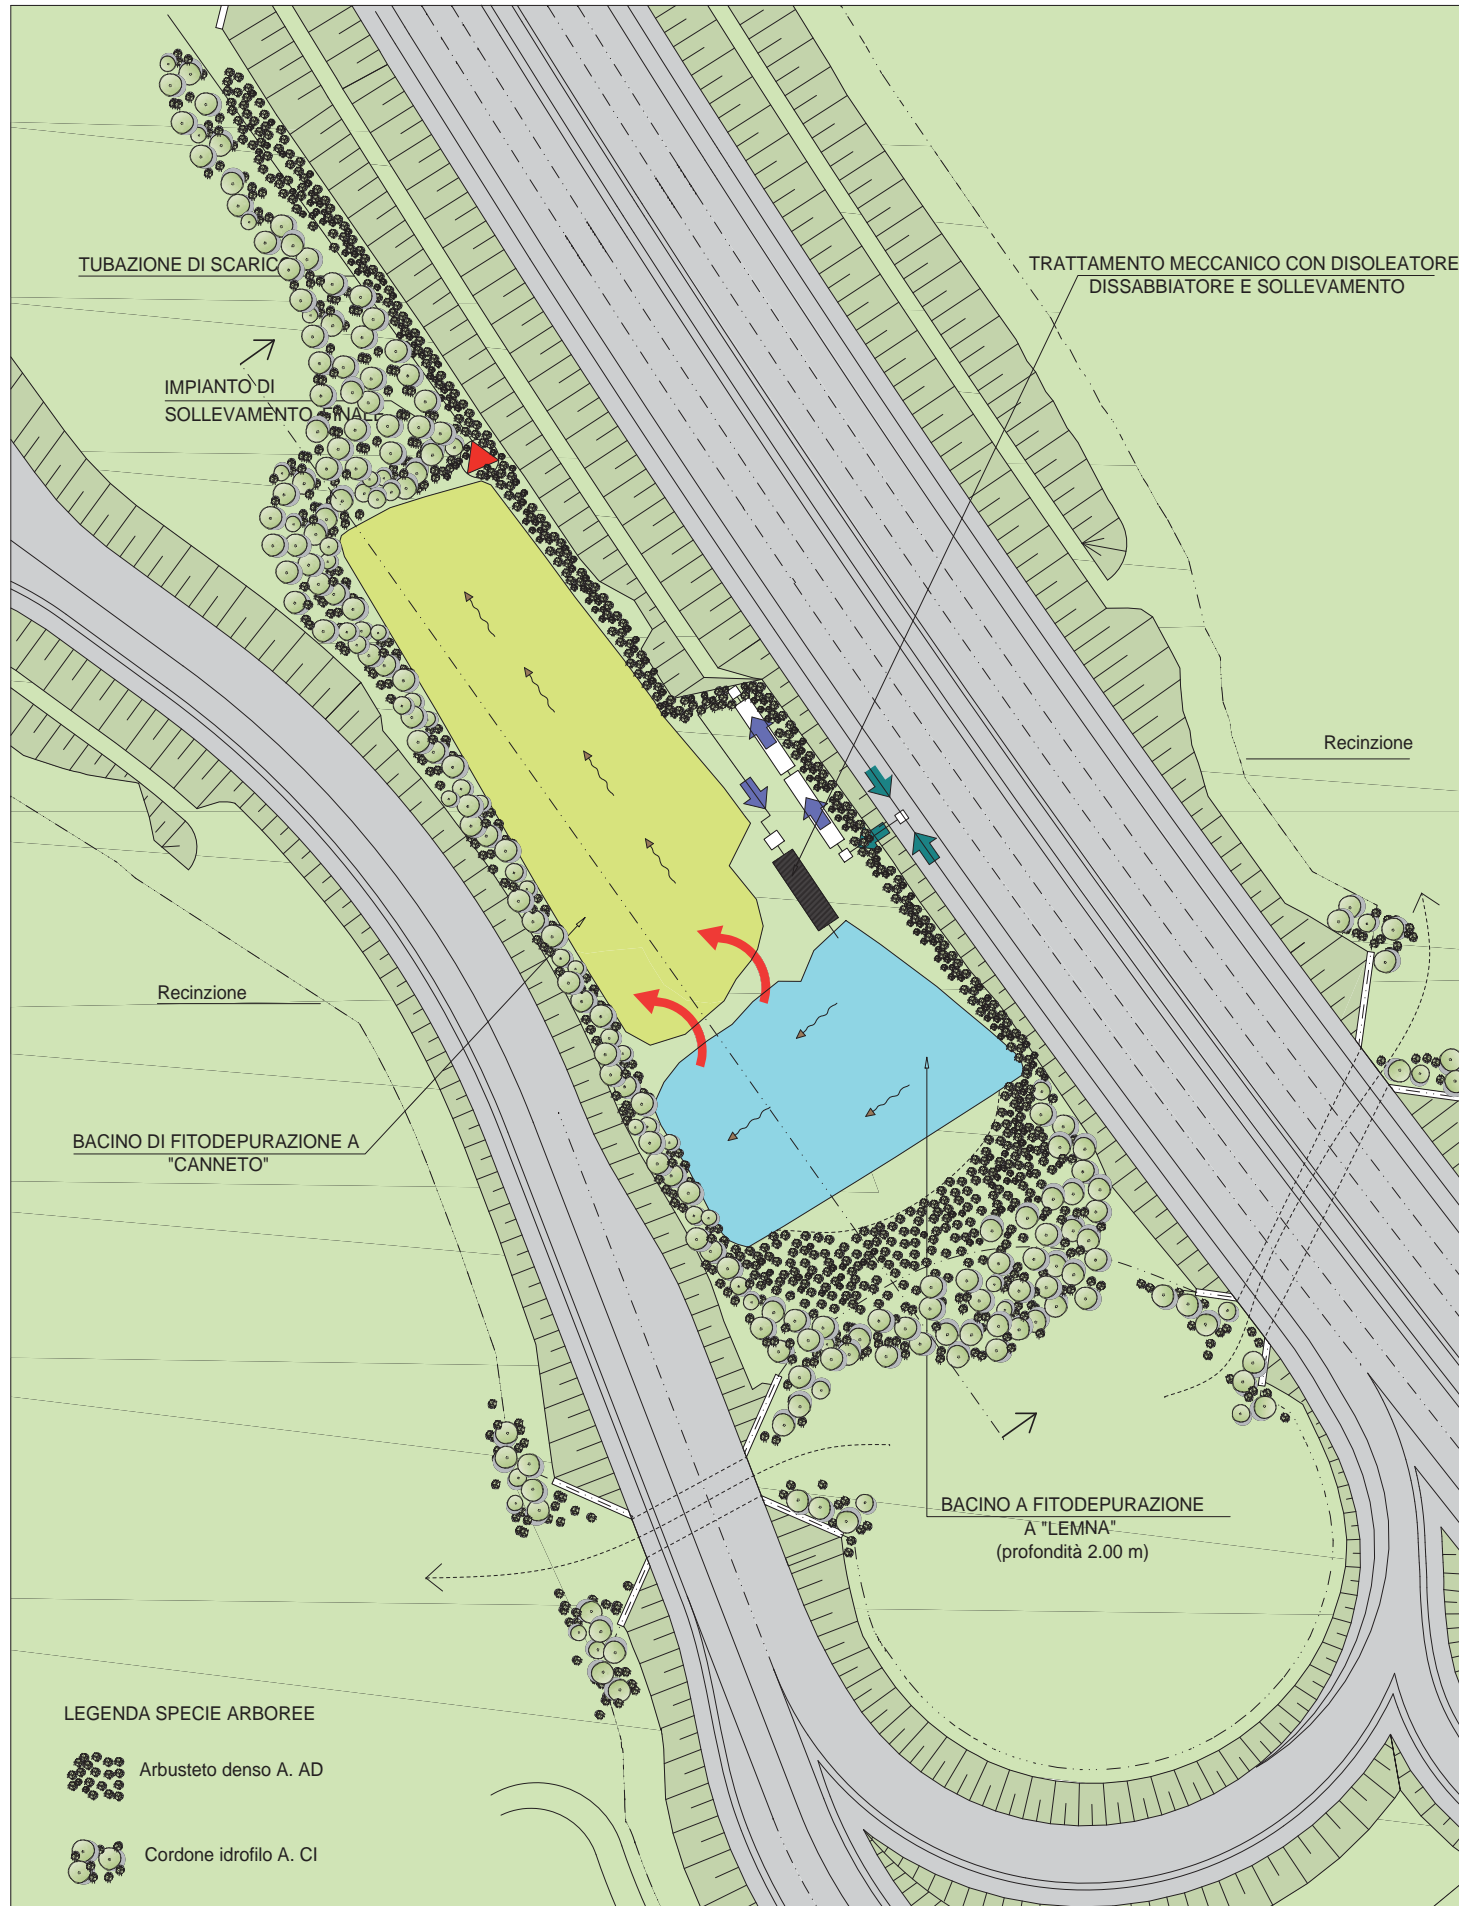 TUBAZIONE DI SCARIC
TRATTAMENTO MECCANICO CON DISOLEATORE
DISSABBIATORE E SOLLEVAMENTO
IMPIANTO DI
SOLLEVAMENTO FINALE
Recinzione
Recinzione
BACINO DI FITODEPURAZIONE A
"CANNETO"
BACINO A FITODEPURAZIONE
A "LEMNA"
(profondità 2.00 m)
LEGENDA SPECIE ARBOREE
Arbusteto denso A. AD
Cordone idrofilo A. CI